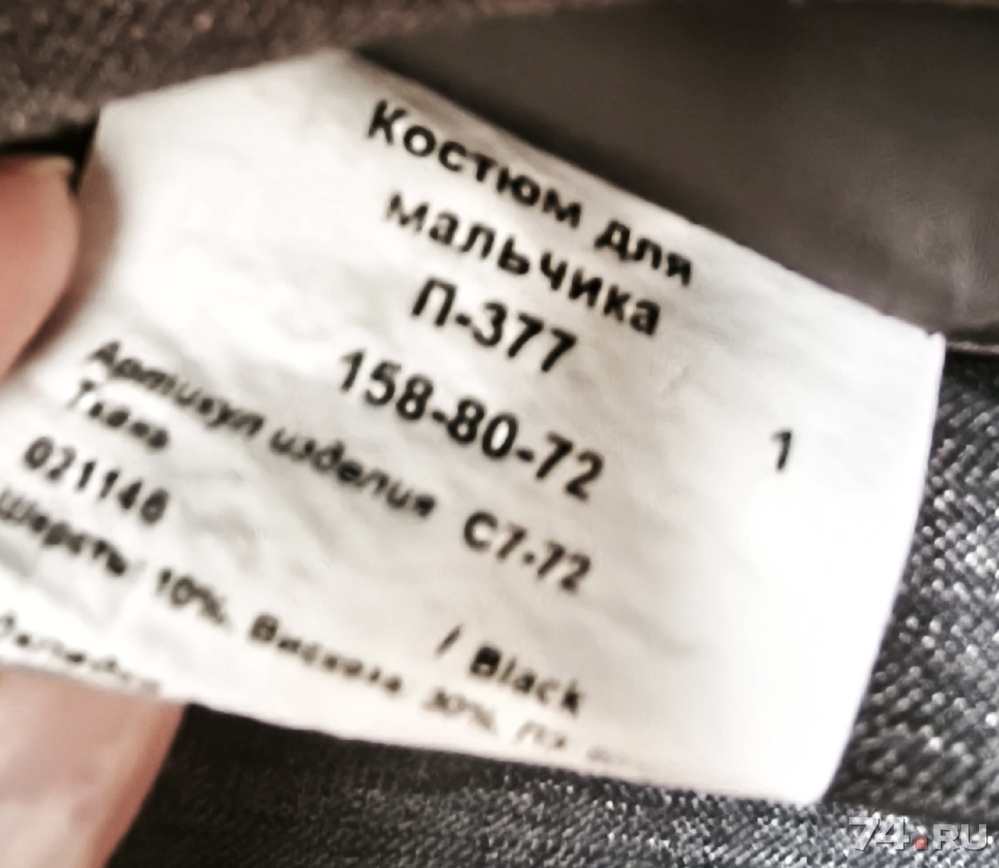 Костюм для
мальчика
П-377
158-80-72 1
Артикул изделия С7-72
Ткань
021146 / Black
Шерсть 10%, Вискоза 30%,
74.RU